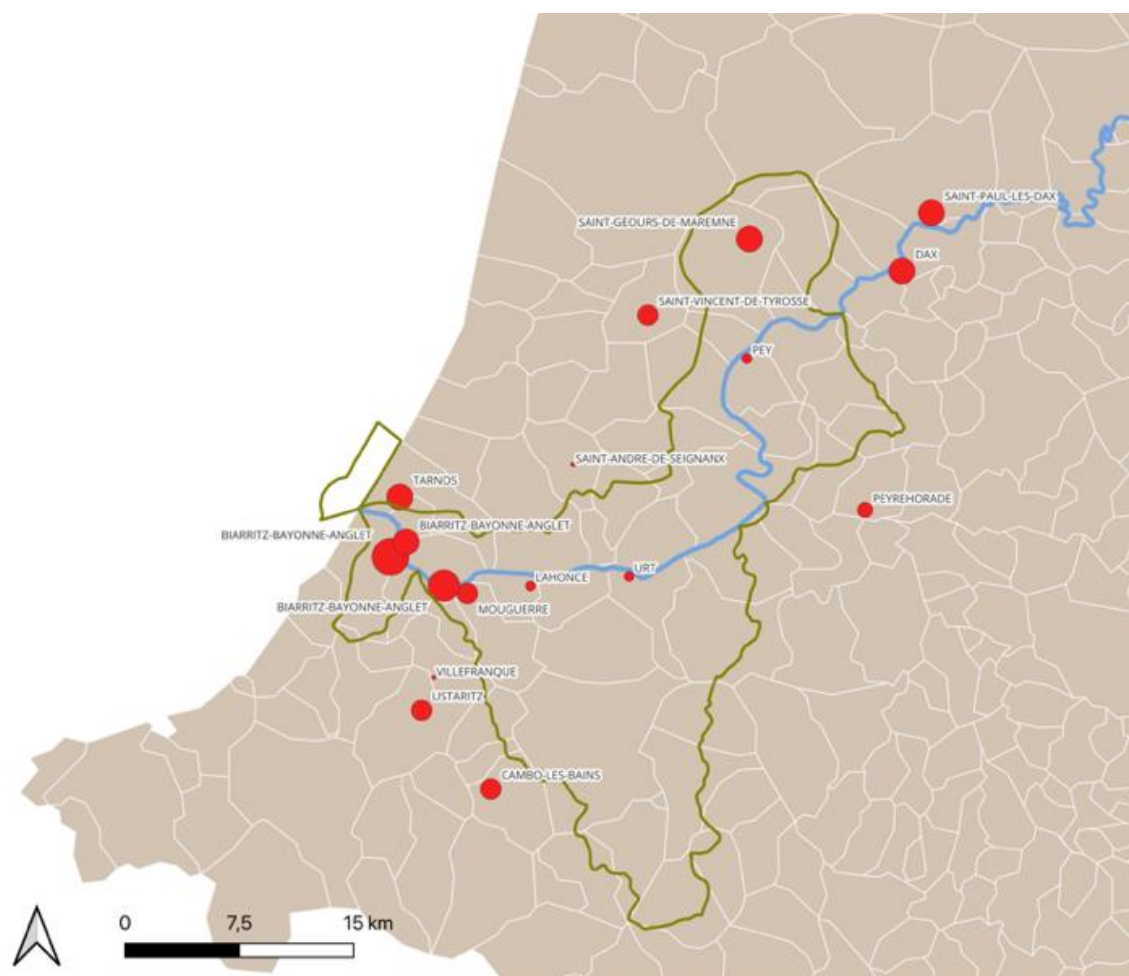 SAINT-PAUL-LES-DAX
SAINT-GEOURS-DE-MAREMNE
DAX
SAINT-VINCENT-DE-TYROSSE
PEY
SAINT-ANDRE-DE-SEIGNANX
TARNOS
PEYREHORADE
BIARRITZ-BAYONNE-ANGLET
BIARRITZ-BAYONNE-ANGLET
URT
LAHONCE
BIARRITZ-BAYONNE-ANGLET
MOUGUERRE
VILLEFRANQUE
USTARITZ
CAMBO-LES-BAINS
0 7,5 15 km